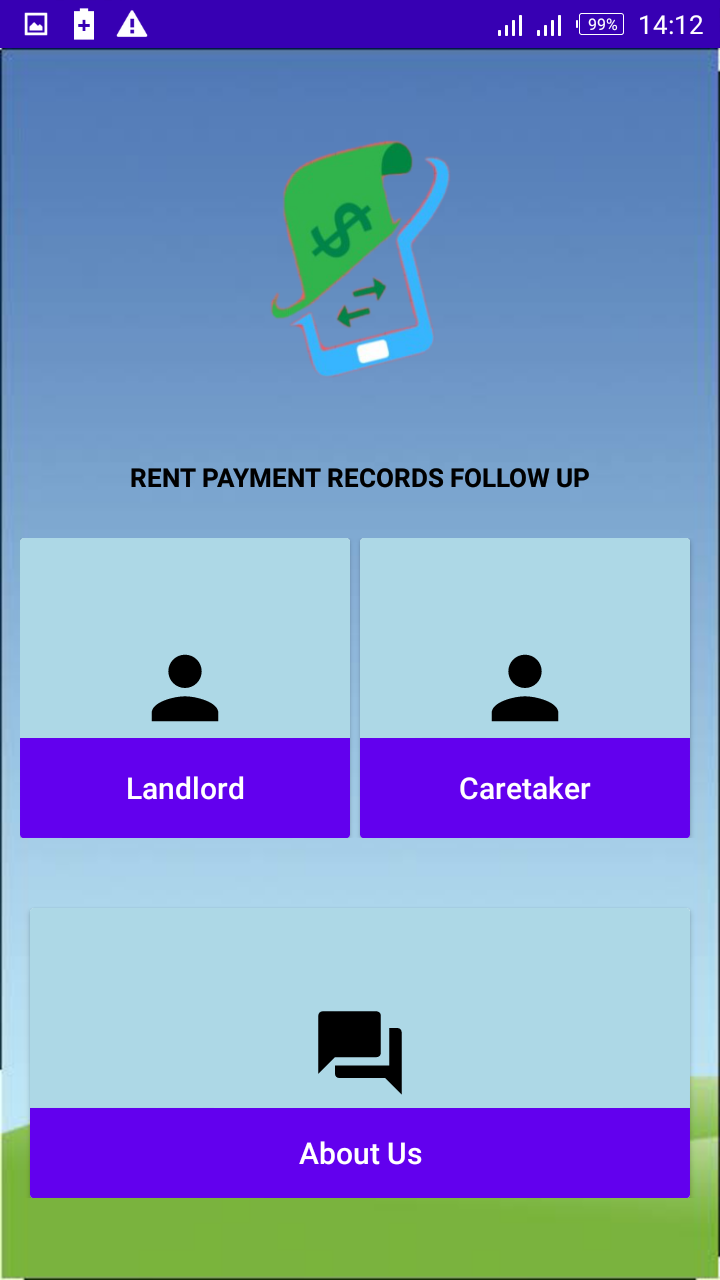 99% 14:12
$
RENT PAYMENT RECORDS FOLLOW UP
Landlord Caretaker
About Us